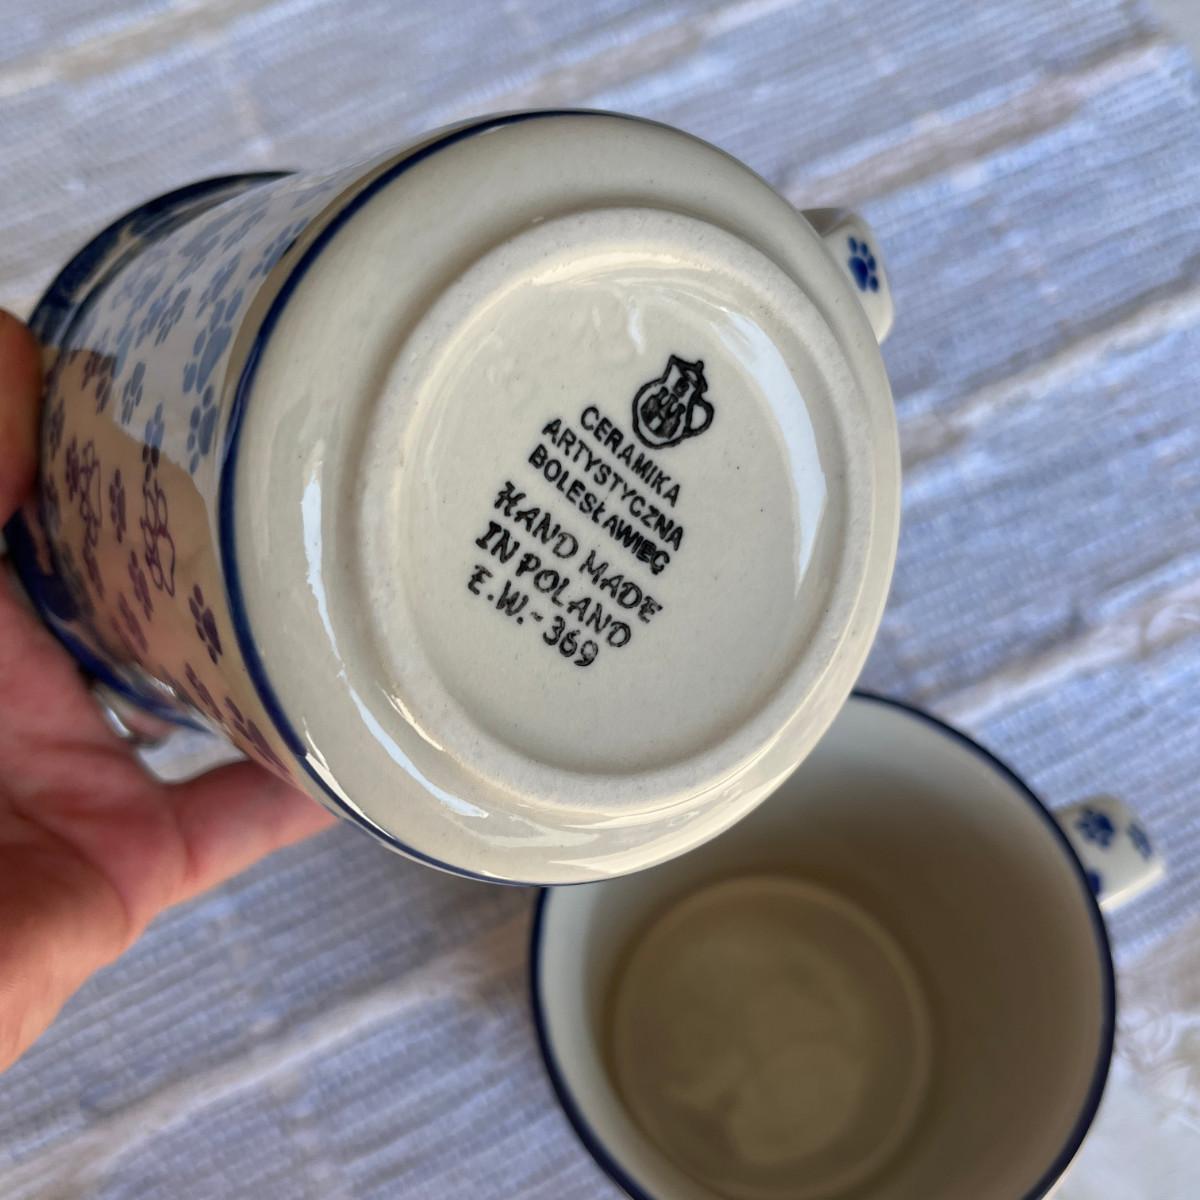 CERAMIKA
ARTYSTYCZNA
BOLESŁAWIEC
HAND MADE
IN POLAND
E.W.-369